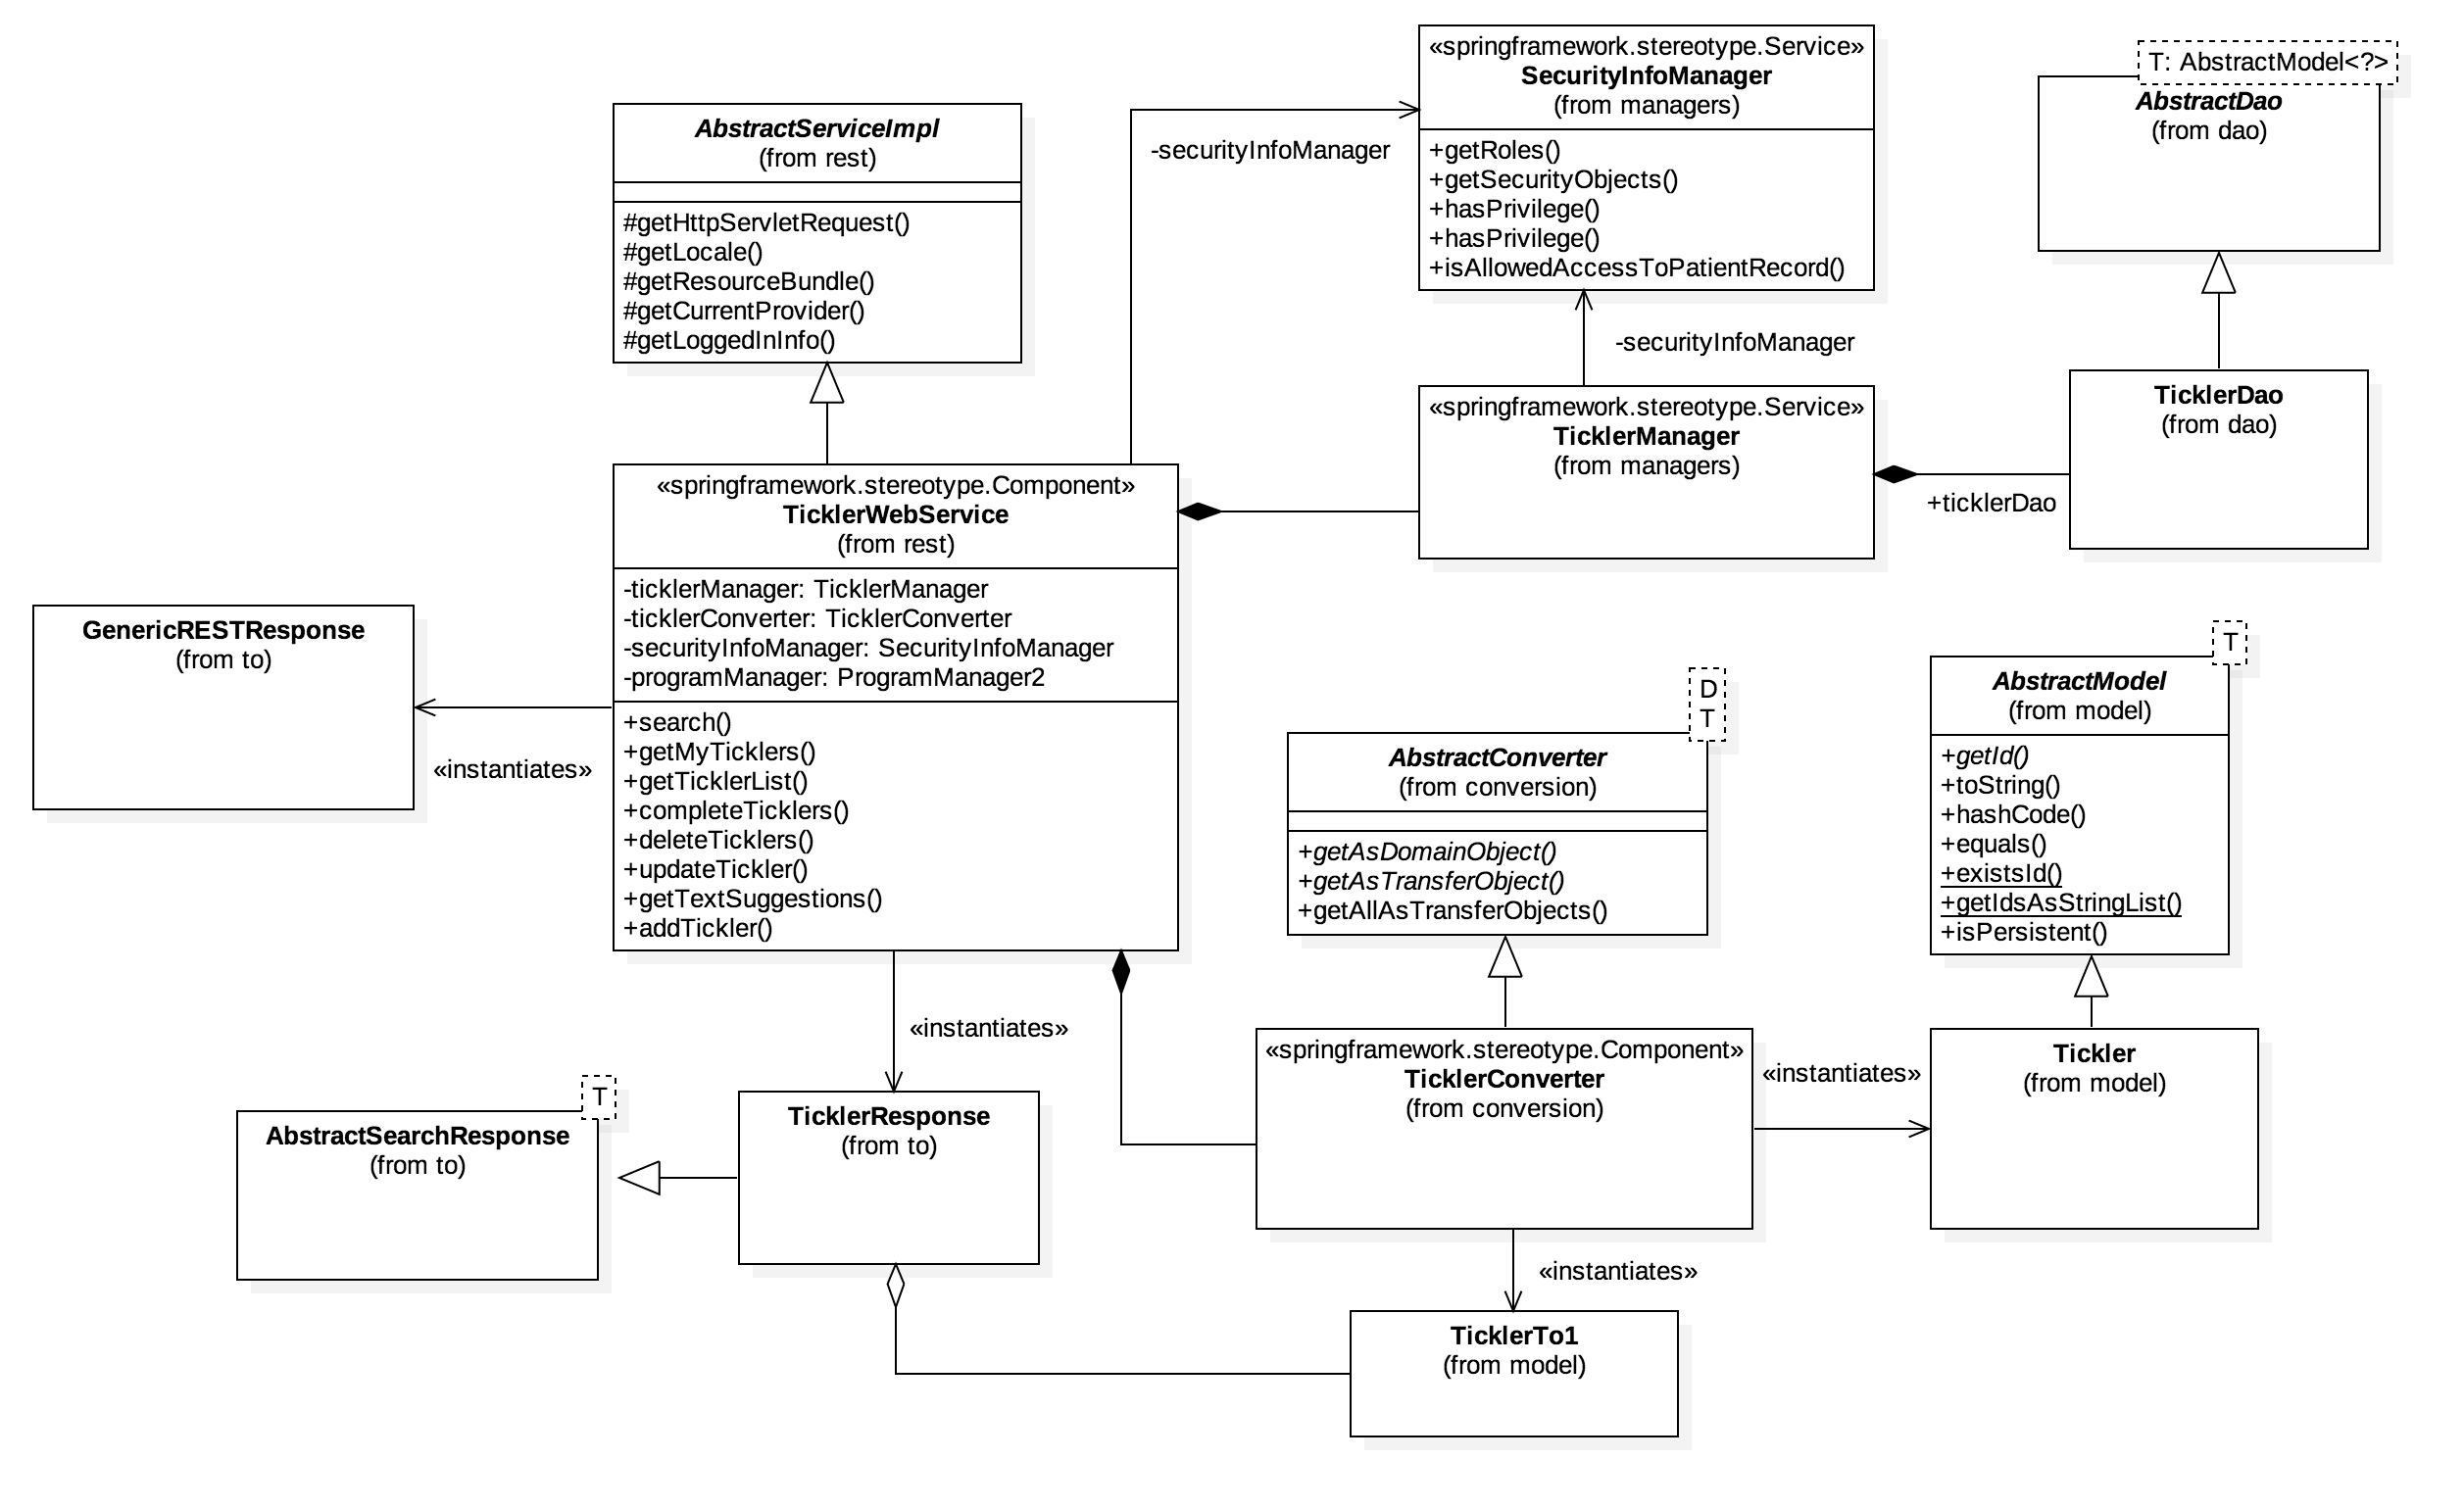 «springframework.stereotype.Service»
SecurityInfoManager
(from managers)
+getRoles()
+getSecurityObjects()
+hasPrivilege()
+hasPrivilege()
+isAllowedAccessToPatientRecord()
T: AbstractModel<?>
AbstractDao
(from dao)
AbstractServiceImpl
(from rest)
#getHttpServletRequest()
#getLocale()
#getResourceBundle()
#getCurrentProvider()
#getLoggedInInfo()
-securityInfoManager
-securityInfoManager
«springframework.stereotype.Service»
TicklerManager
(from managers)
TicklerDao
(from dao)
+ticklerDao
«springframework.stereotype.Component»
TicklerWebService
(from rest)
-ticklerManager: TicklerManager
-ticklerConverter: TicklerConverter
-securityInfoManager: SecurityInfoManager
-programManager: ProgramManager2
+search()
+getMyTicklers()
+getTicklerList()
+completeTicklers()
+deleteTicklers()
+updateTickler()
+getTextSuggestions()
+addTickler()
GenericRESTResponse
(from to)
«instantiates»
D
T
AbstractConverter
(from conversion)
+getAsDomainObject()
+getAsTransferObject()
+getAllAsTransferObjects()
T
AbstractModel
(from model)
+getId()
+toString()
+hashCode()
+equals()
+existsId()
+getIdsAsStringList()
+isPersistent()
«instantiates»
T
AbstractSearchResponse
(from to)
TicklerResponse
(from to)
«springframework.stereotype.Component»
TicklerConverter
(from conversion)
«instantiates»
Tickler
(from model)
«instantiates»
TicklerTo1
(from model)